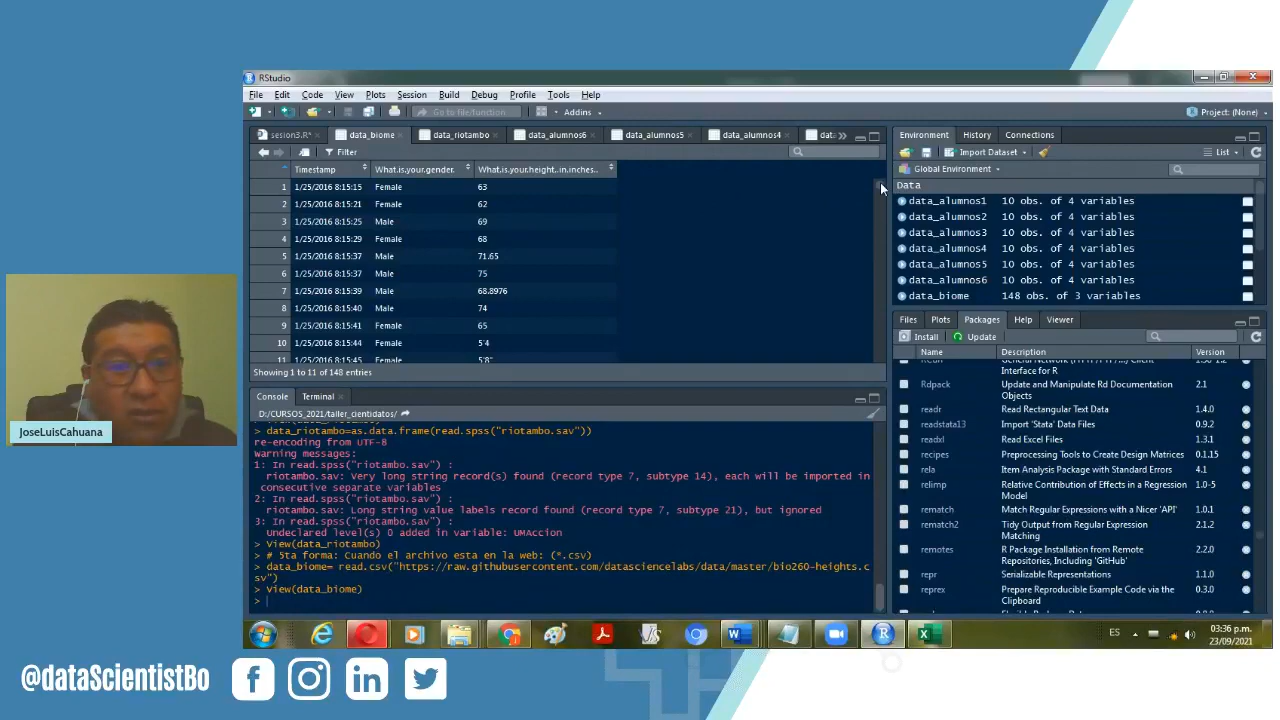 RStudio
File Edit Code View Plots Session Build Debug Profile Tools Help
Go to file/function
Addins
Project: (None)
sesion3.R*
data_biome
data_riotambo
data_alumnos6
data_alumnos5
data_alumnos4
Filter
Timestamp What.is.your.gender. What.is.your.height..in.inches..
1 1/25/2016 8:15:15 Female 63
2 1/25/2016 8:15:21 Female 62
3 1/25/2016 8:15:25 Male 69
4 1/25/2016 8:15:29 Female 68
5 1/25/2016 8:15:37 Male 71.65
6 1/25/2016 8:15:37 Male 75
7 1/25/2016 8:15:39 Male 68.8976
8 1/25/2016 8:15:40 Male 74
9 1/25/2016 8:15:41 Female 65
10 1/25/2016 8:15:44 Female 5'4
11 1/25/2016 8:15:45 Female 5'8"
Showing 1 to 11 of 148 entries
Console Terminal
D:/CURSOS_2021/taller_cientidatos/
> data_riotambo=as.data.frame(read.spss("riotambo.sav"))
re-encoding from UTF-8
Warning messages:
1: In read.spss("riotambo.sav") :
riotambo.sav: Very long string record(s) found (record type 7, subtype 14), each will be imported in
consecutive separate variables
2: In read.spss("riotambo.sav") :
riotambo.sav: Long string value labels record found (record type 7, subtype 21), but ignored
3: In read.spss("riotambo.sav") :
Undeclared level(s) 0 added in variable: UMAccion
> View(data_riotambo)
> # 5ta forma: Cuando el archivo esta en la web: (*.csv)
> data_biome= read.csv("https://raw.githubusercontent.com/datasciencelabs/data/master/bio260-heights.c
sv")
> View(data_biome)
>
Environment History Connections
Import Dataset
List
Global Environment
Data
data_alumnos1 10 obs. of 4 variables
data_alumnos2 10 obs. of 4 variables
data_alumnos3 10 obs. of 4 variables
data_alumnos4 10 obs. of 4 variables
data_alumnos5 10 obs. of 4 variables
data_alumnos6 10 obs. of 4 variables
data_biome 148 obs. of 3 variables
Files Plots Packages Help Viewer
Install Update
Name Description Version
Interface for R
Rdpack Update and Manipulate Rd Documentation 2.1
Objects
readr Read Rectangular Text Data 1.4.0
readstata13 Import 'Stata' Data Files 0.9.2
readxl Read Excel Files 1.3.1
recipes Preprocessing Tools to Create Design Matrices 0.1.15
rela Item Analysis Package with Standard Errors 4.1
relimp Relative Contribution of Effects in a Regression 1.0-5
Model
rematch Match Regular Expressions with a Nicer 'API' 1.0.1
rematch2 Tidy Output from Regular Expression 2.1.2
Matching
remotes R Package Installation from Remote 2.2.0
Repositories, Including 'GitHub'
repr Serializable Representations 1.1.0
reprex Prepare Reproducible Example Code via the 0.3.0
Clipboard
JoseLuisCahuana
ES
03:36 p.m.
23/09/2021
@dataScientistBo